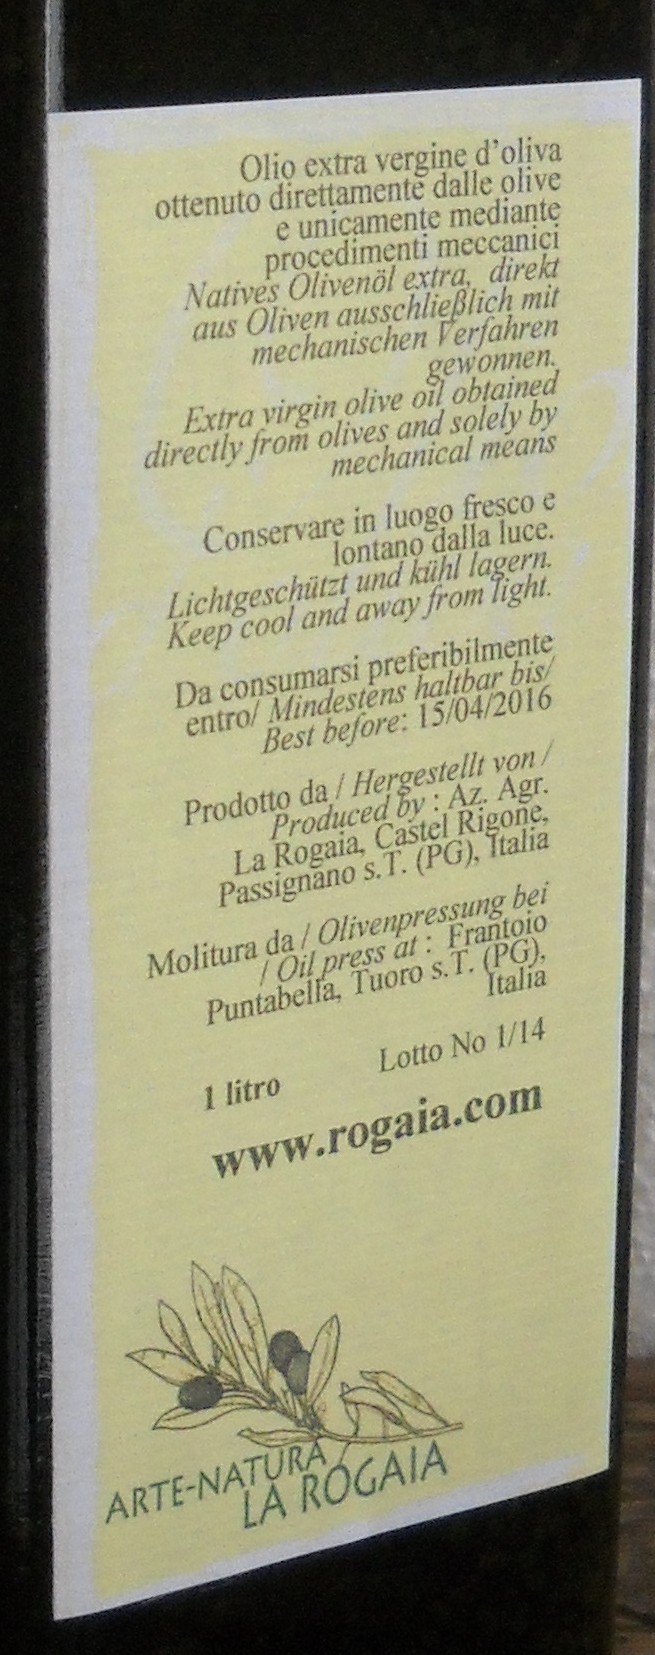 Olio extra vergine d'oliva
ottenuto direttamente dalle olive
e unicamente mediante
procedimenti meccanici
Natives Olivenöl extra, direkt
aus Oliven ausschließlich mit
mechanischen Verfahren
gewonnen.
Extra virgin olive oil obtained
directly from olives and solely by
mechanical means
Conservare in luogo fresco e
lontano dalla luce.
Lichtgeschützt und kühl lagern.
Keep cool and away from light.
Da consumarsi preferibilmente
entro/ Mindestens haltbar bis/
Best before: 15/04/2016
Prodotto da / Hergestellt von /
Produced by : Az. Agr.
La Rogaia, Castel Rigone,
Passignano s.T. (PG), Italia
Molitura da / Olivenpressung bei
/ Oil press at : Frantoio
Puntabella, Tuoro s.T. (PG),
Italia
1 litro Lotto No 1/14
www.rogaia.com
ARTE-NATURA
LA ROGAIA